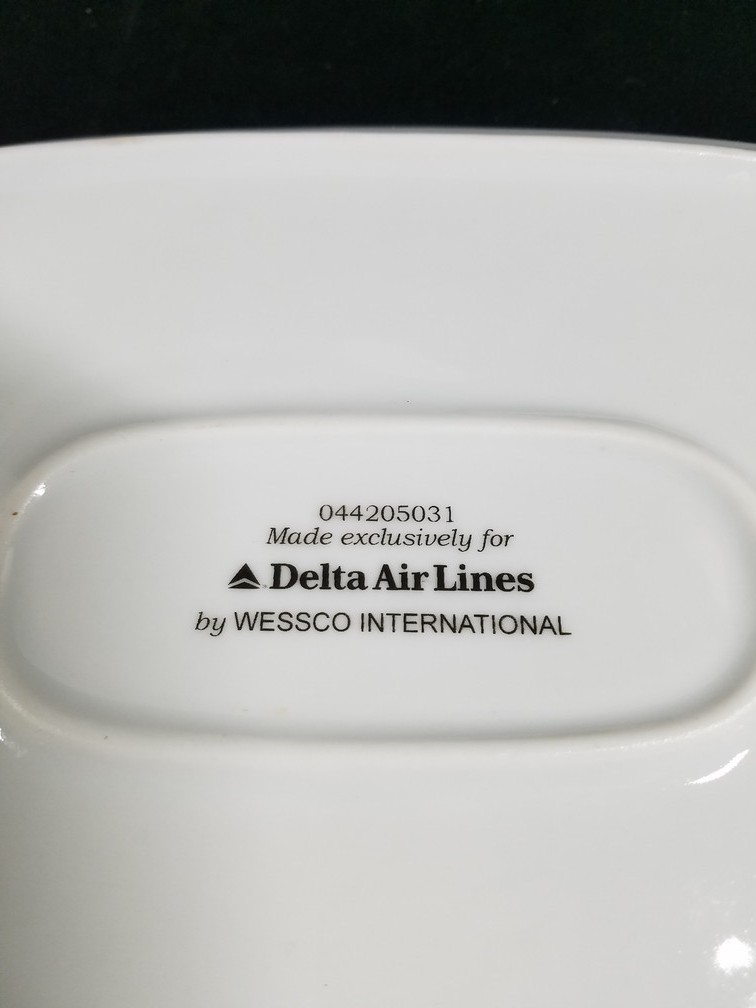 044205031
Made exclusively for
Delta Air Lines
by WESSCO INTERNATIONAL